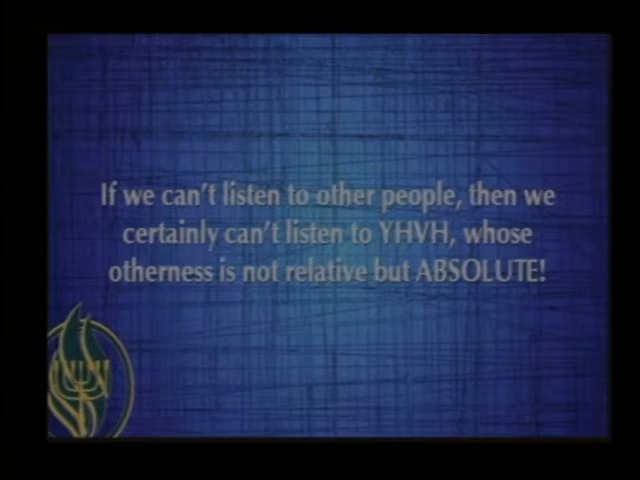 If we can't listen to other people, then we
certainly can't listen to YHVH, whose
otherness is not relative but ABSOLUTE!